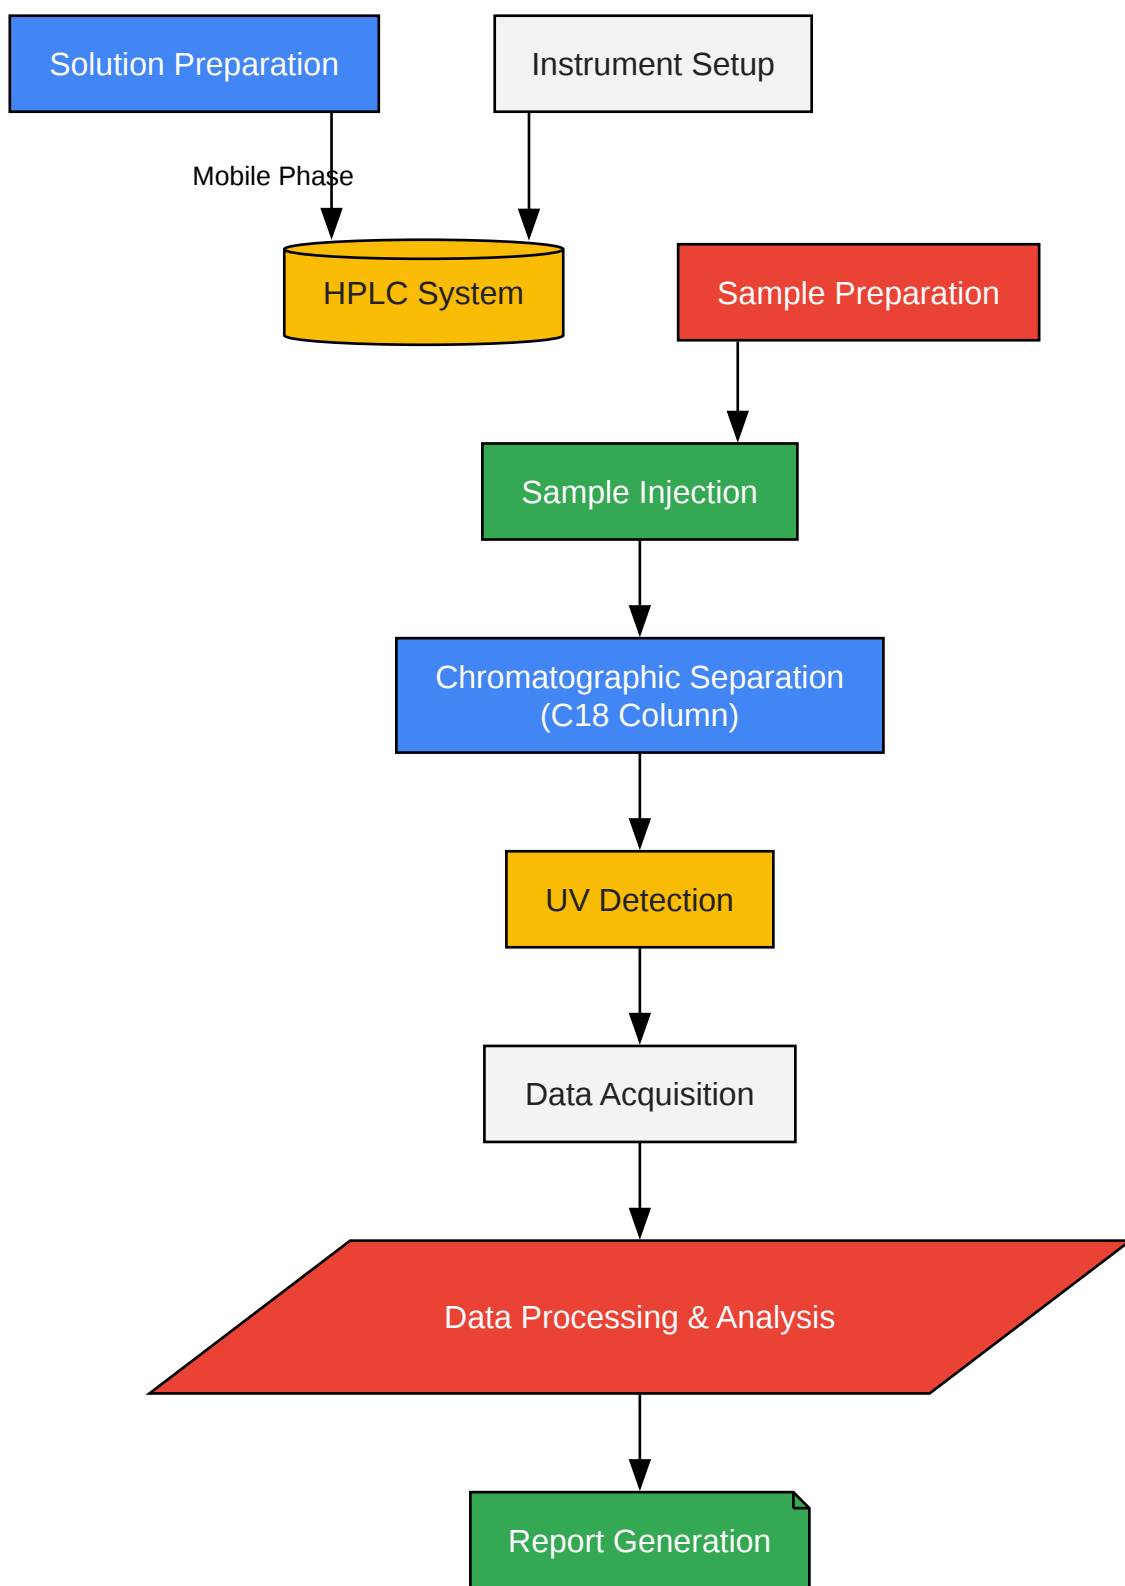 Solution Preparation
Instrument Setup
Mobile Phase
HPLC System
Sample Preparation
Sample Injection
Chromatographic Separation
(C18 Column)
UV Detection
Data Acquisition
Data Processing & Analysis
Report Generation